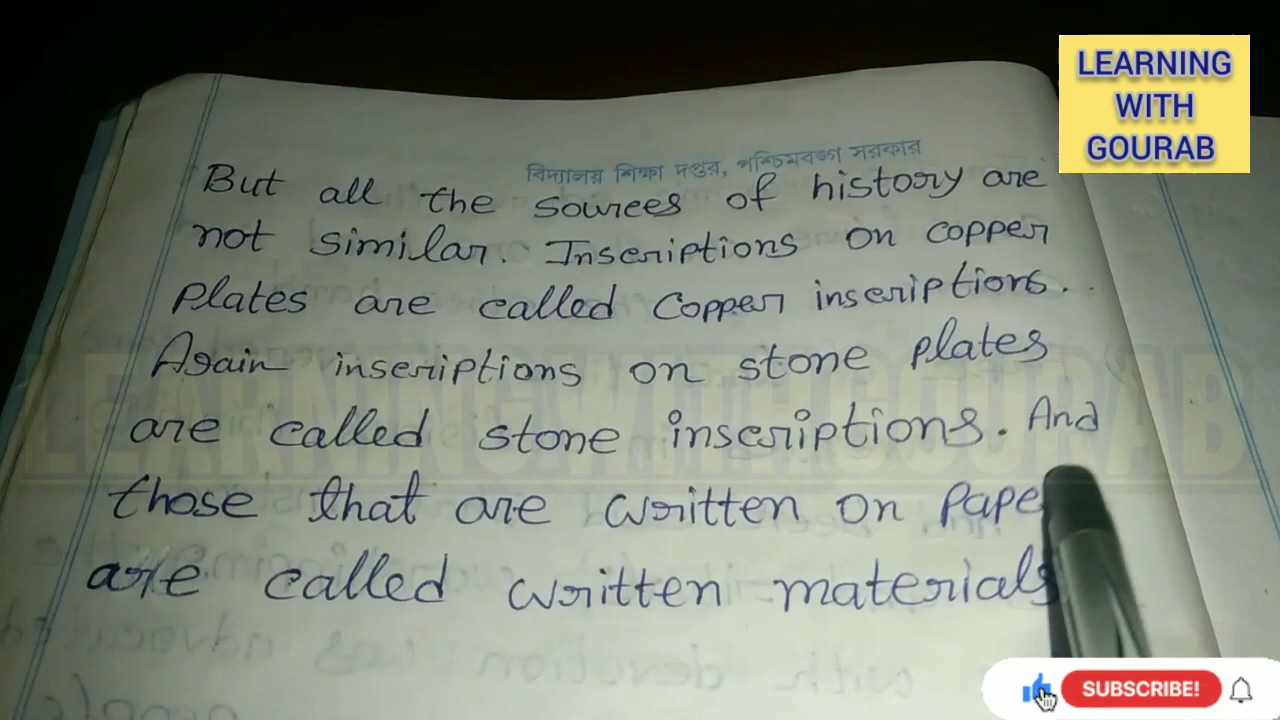 LEARNING
WITH
GOURAB
বিদ্যালয় শিক্ষা দপ্তর, পশ্চিমবঙ্গ সরকার
But all the sources of history are
not similar. Inscriptions on copper
plates are called copper inscriptions.
Again inscriptions on stone plates
are called stone inscriptions. And
those that are written on pape
are called written materials
LEARNINGWITHGOURAB
SUBSCRIBE!